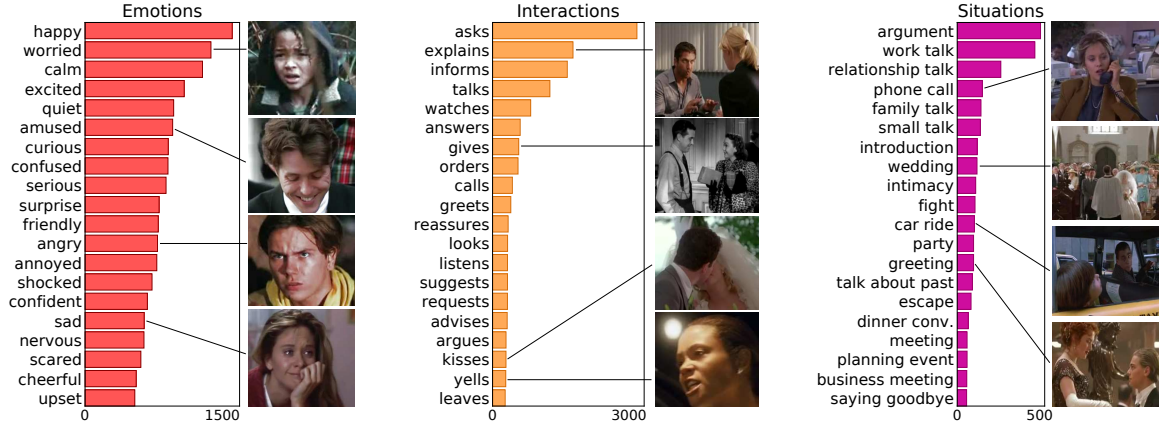 Emotions
happy
worried
calm
excited
quiet
amused
curious
confused
serious
surprise
friendly
angry
annoyed
shocked
confident
sad
nervous
scared
cheerful
upset
0 1500
Interactions
asks
explains
informs
talks
watches
answers
gives
orders
calls
greets
reassures
looks
listens
suggests
requests
advises
argues
kisses
yells
leaves
0 3000
Situations
argument
work talk
relationship talk
phone call
family talk
small talk
introduction
wedding
intimacy
fight
car ride
party
greeting
talk about past
escape
dinner conv.
meeting
planning event
business meeting
saying goodbye
0 500